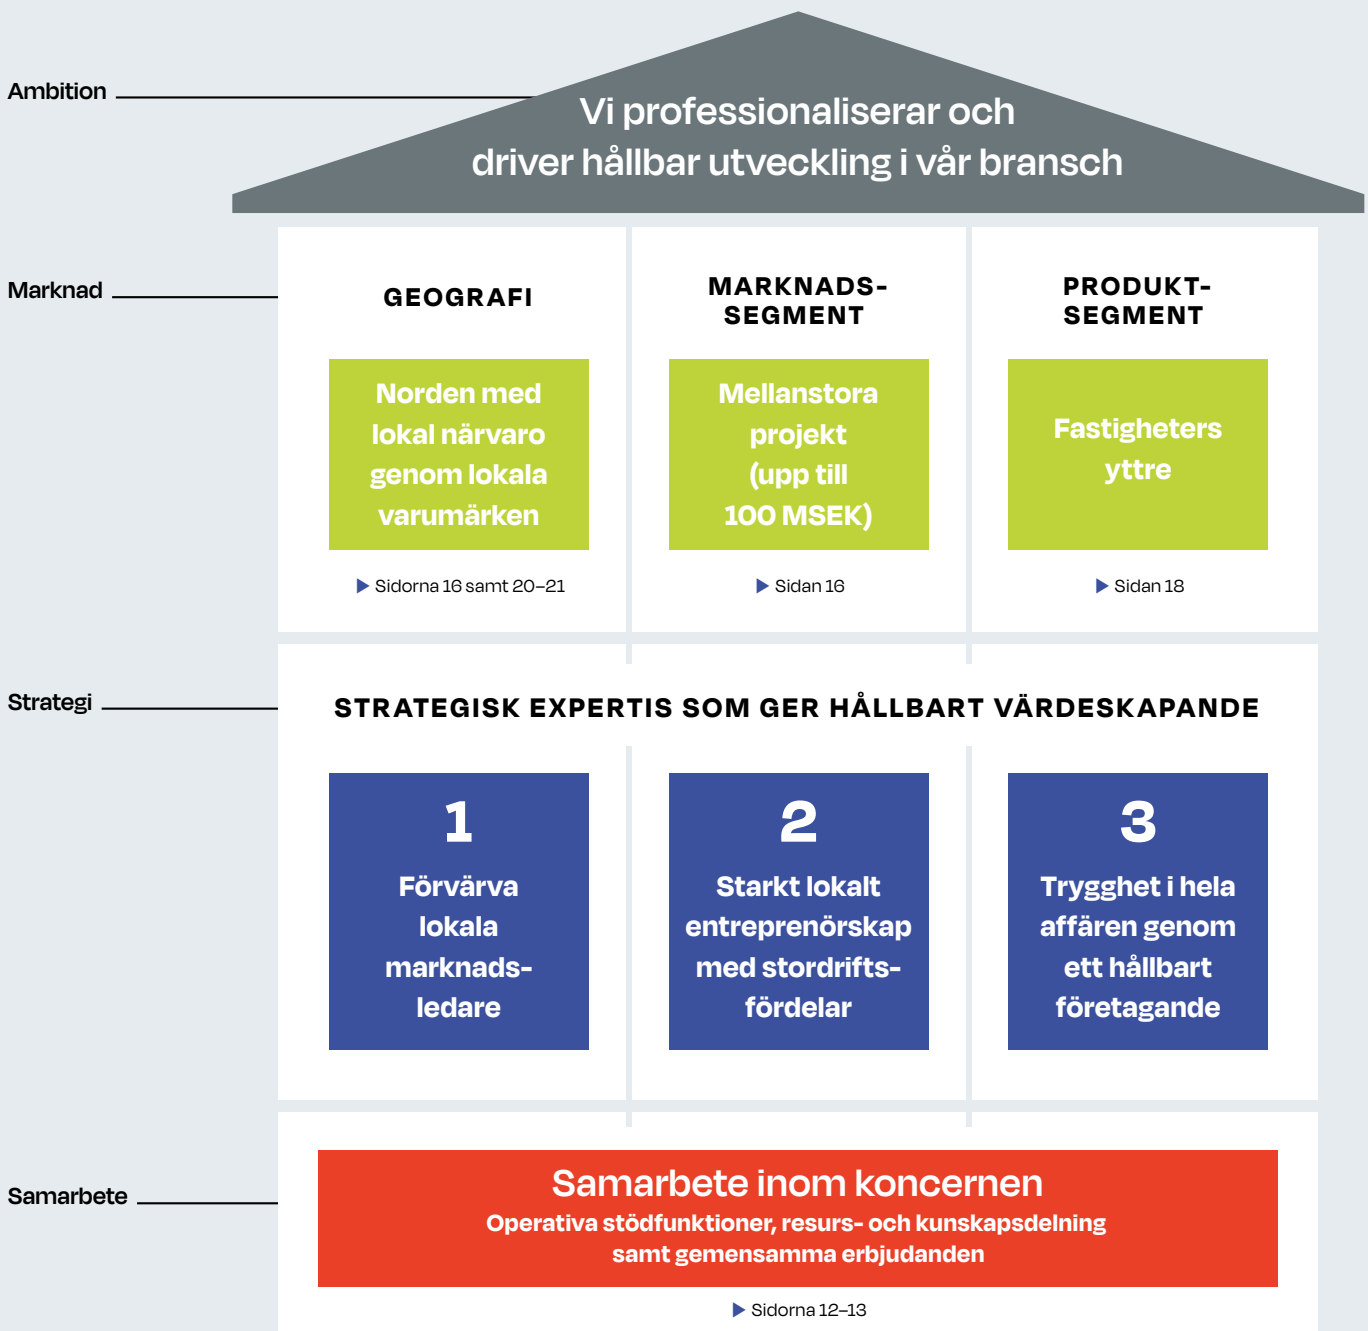 Ambition
Vi professionaliserar och
driver hållbar utveckling i vår bransch
Marknad
GEOGRAFI
Norden med
lokal närvaro
genom lokala
varumärken
▶ Sidorna 16 samt 20–21
MARKNADS-
SEGMENT
Mellanstora
projekt
(upp till
100 MSEK)
▶ Sidan 16
PRODUKT-
SEGMENT
Fastigheters
yttre
▶ Sidan 18
Strategi
STRATEGISK EXPERTIS SOM GER HÅLLBART VÄRDESKAPANDE
1
Förvärva
lokala
marknads-
ledare
2
Starkt lokalt
entreprenörskap
med stordrifts-
fördelar
3
Trygghet i hela
affären genom
ett hållbart
företagande
Samarbete
Samarbete inom koncernen
Operativa stödfunktioner, resurs- och kunskapsdelning
samt gemensamma erbjudanden
▶ Sidorna 12–13